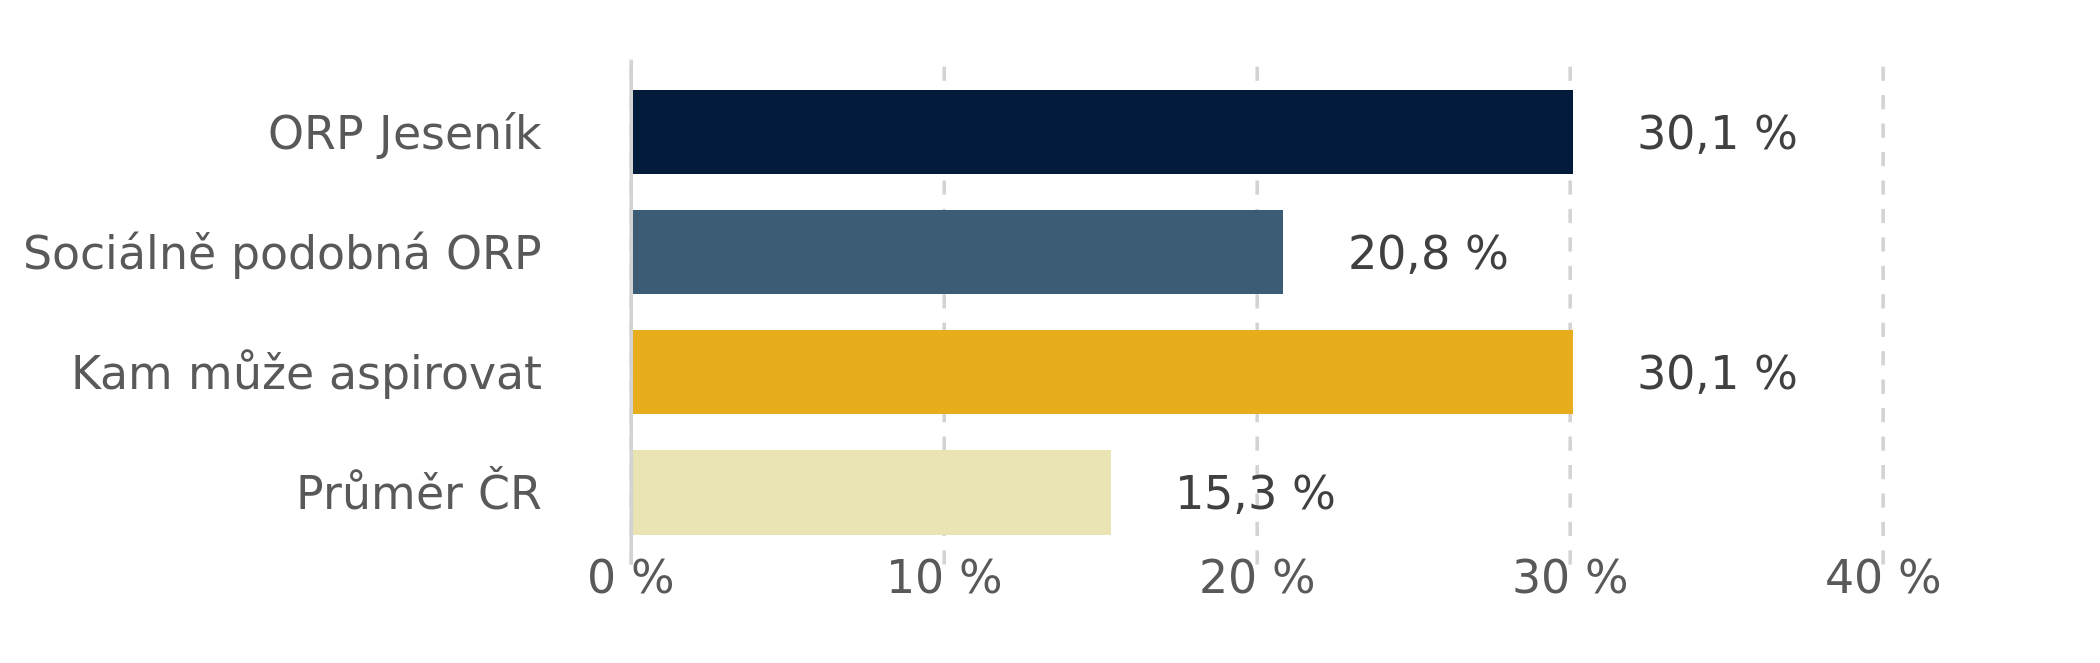 ORP Jeseník 30,1 %
Sociálně podobná ORP 20,8 %
Kam může aspirovat 30,1 %
Průměr ČR 15,3 %
0 % 10 % 20 % 30 % 40 %